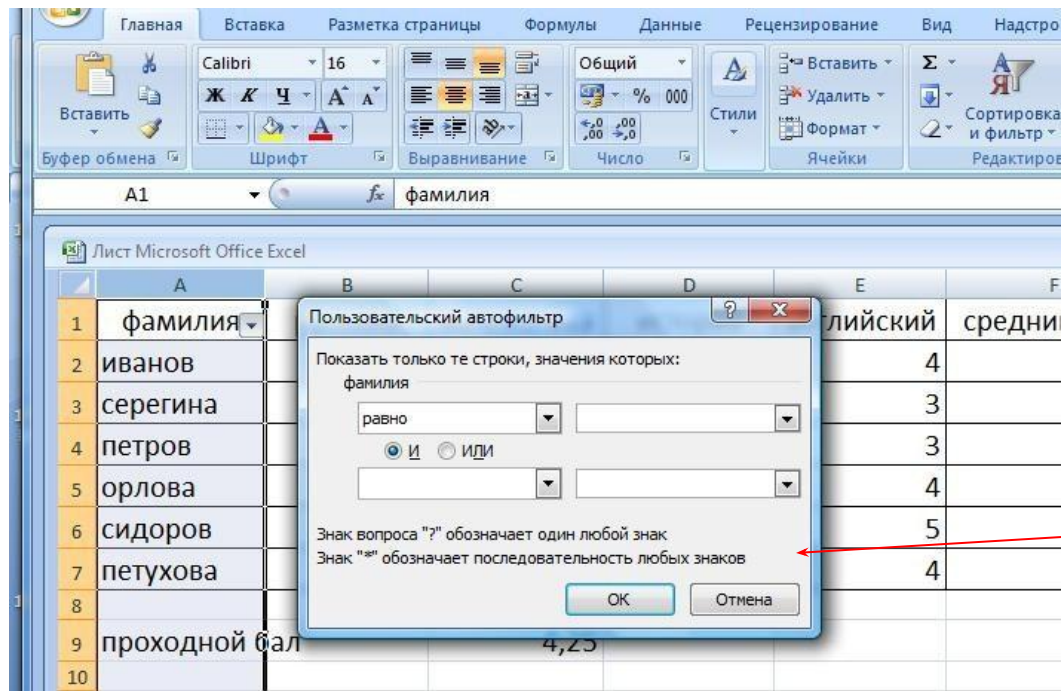 Главная Вставка Разметка страницы Формулы Данные Рецензирование Вид Надстро
Calibri 16 Общий Вставить Σ
Ж К Ч A A % 000 Удалить
Вставить A Стили Формат Сортировка и фильтр
Буфер обмена Шрифт Выравнивание Число Ячейки Редактиров
A1 fx фамилия
Лист Microsoft Office Excel
A B C D E F
1 фамилия глийский средни
2 иванов 4
3 серегина 3
4 петров 3
5 орлова 4
6 сидоров 5
7 петухова 4
8
9 проходной бал 4,25
10
Пользовательский автофильтр ? X
Показать только те строки, значения которых:
фамилия
равно
И ИЛИ
Знак вопроса "?" обозначает один любой знак
Знак "*" обозначает последовательность любых знаков
ОК Отмена